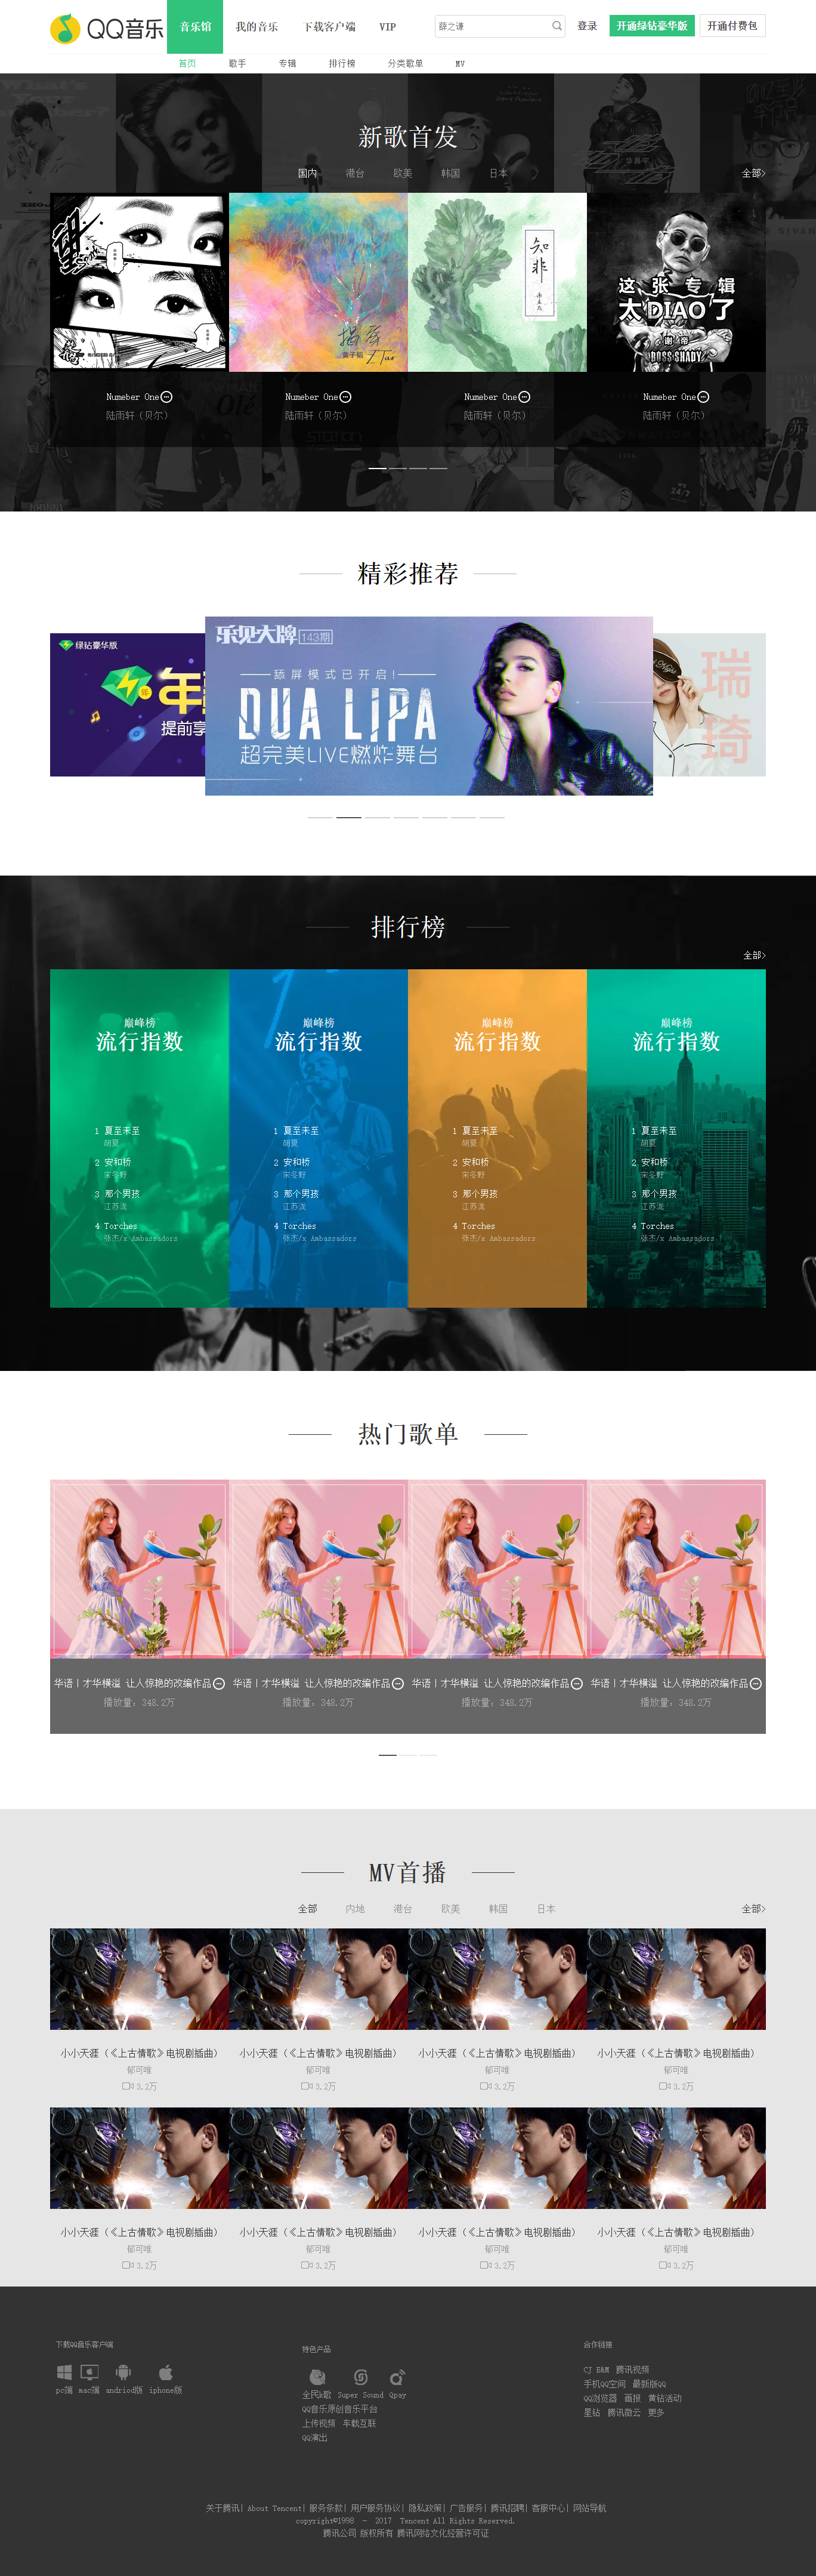 QQ音乐 音乐馆 我的音乐 下载客户端 VIP 薛之谦 登录 开通绿钻豪华版 开通付费包
首页 歌手 专辑 排行榜 分类歌单 MV
新歌首发
国内 港台 欧美 韩国 日本 全部>
知非
这张专辑
太DIAO了
谢帝
BOSS SHADY
Numeber One Numeber One Numeber One Numeber One
陆雨轩（贝尔） 陆雨轩（贝尔） 陆雨轩（贝尔） 陆雨轩（贝尔）
精彩推荐
绿钻豪华版
提前享
乐见大牌 143期
舔屏模式已开启!
DUA LIPA
超完美LIVE燃炸舞台
瑞琦
排行榜
全部>
巅峰榜 巅峰榜 巅峰榜 巅峰榜
流行指数 流行指数 流行指数 流行指数
1 夏至未至 1 夏至未至 1 夏至未至 1 夏至未至
胡夏 胡夏 胡夏 胡夏
2 安和桥 2 安和桥 2 安和桥 2 安和桥
宋冬野 宋冬野 宋冬野 宋冬野
3 那个男孩 3 那个男孩 3 那个男孩 3 那个男孩
江苏泷 江苏泷 江苏泷 江苏泷
4 Torches 4 Torches 4 Torches 4 Torches
张杰/x Ambassadors 张杰/x Ambassadors 张杰/x Ambassadors 张杰/x Ambassadors
热门歌单
华语丨才华横溢 让人惊艳的改编作品 华语丨才华横溢 让人惊艳的改编作品 华语丨才华横溢 让人惊艳的改编作品 华语丨才华横溢 让人惊艳的改编作品
播放量：348.2万 播放量：348.2万 播放量：348.2万 播放量：348.2万
MV首播
全部 内地 港台 欧美 韩国 日本 全部>
小小天涯（《上古情歌》电视剧插曲） 小小天涯（《上古情歌》电视剧插曲） 小小天涯（《上古情歌》电视剧插曲） 小小天涯（《上古情歌》电视剧插曲）
郁可唯 郁可唯 郁可唯 郁可唯
3.2万 3.2万 3.2万 3.2万
小小天涯（《上古情歌》电视剧插曲） 小小天涯（《上古情歌》电视剧插曲） 小小天涯（《上古情歌》电视剧插曲） 小小天涯（《上古情歌》电视剧插曲）
郁可唯 郁可唯 郁可唯 郁可唯
3.2万 3.2万 3.2万 3.2万
下载QQ音乐客户端
pc端 mac端 andriod版 iphone版
特色产品
全民k歌 Super Sound Qpay
QQ音乐原创音乐平台
上传视频 车载互联
QQ演出
合作链接
CJ E&M 腾讯视频
手机QQ空间 最新版QQ
QQ浏览器 画报 黄钻活动
星钻 腾讯微云 更多
关于腾讯| About Tencent| 服务条款| 用户服务协议| 隐私政策| 广告服务| 腾讯招聘| 客服中心| 网站导航
copyright©1998 - 2017 Tencent All Rights Reserved.
腾讯公司 版权所有 腾讯网络文化经营许可证